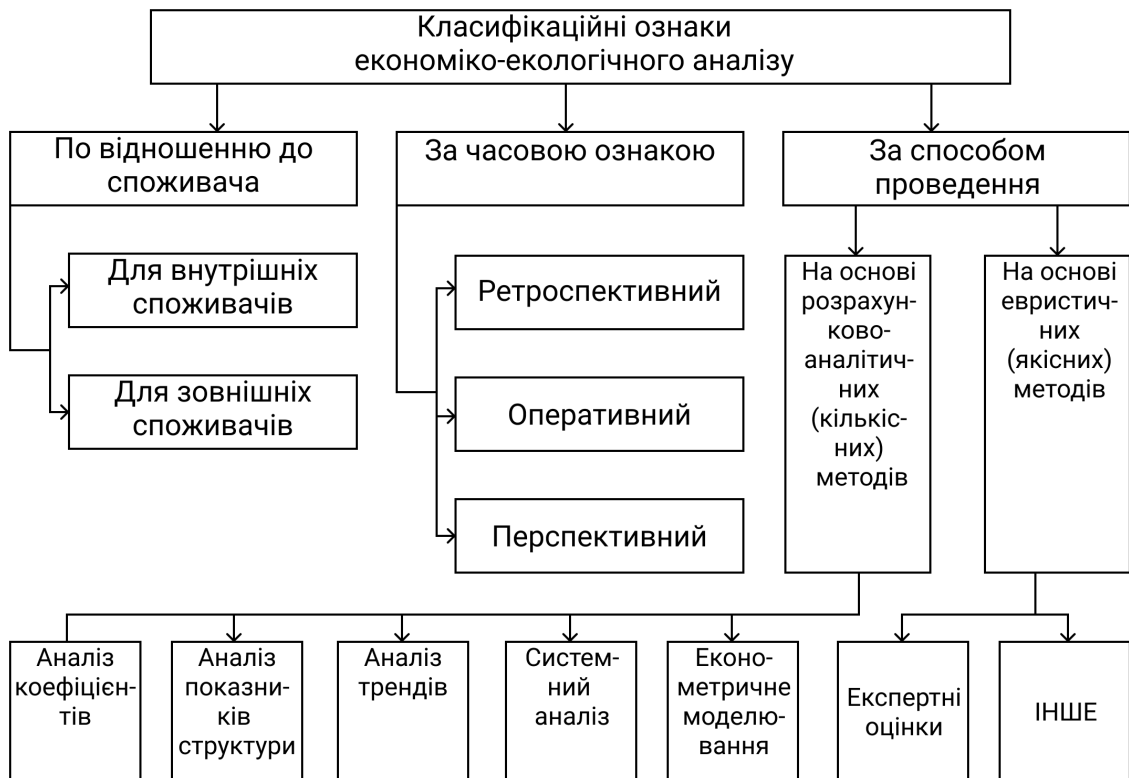 Класифікаційні ознаки
економіко-екологічного аналізу
По відношенню до
споживача
За часовою ознакою
За способом
проведення
Для внутрішніх
споживачів
Для зовнішніх
споживачів
Ретроспективний
Оперативний
Перспективний
На основі
розрахун-
ково-
аналітич-
них
(кількіс-
них)
методів
На основі
евристич-
них
(якісних)
методів
Аналіз
коефіцієн-
тів
Аналіз
показни-
ків
структури
Аналіз
трендів
Систем-
ний
аналіз
Еконо-
метричне
моделю-
вання
Експертні
оцінки
ІНШЕ